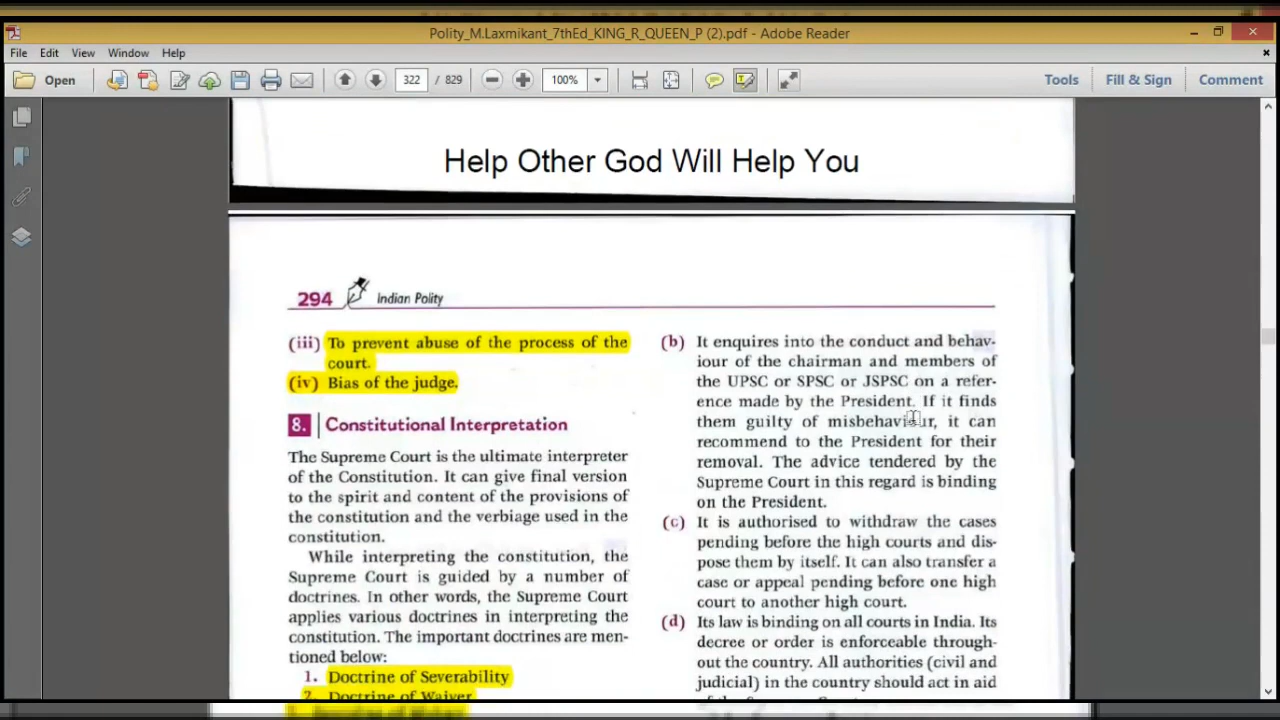 Polity_M.Laxmikant_7thEd_KING_R_QUEEN_P (2).pdf - Adobe Reader
File Edit View Window Help
Open 322 / 829 100% Tools Fill & Sign Comment
Help Other God Will Help You
294 Indian Polity
(iii) To prevent abuse of the process of the
court.
(iv) Bias of the judge.
8. Constitutional Interpretation
The Supreme Court is the ultimate interpreter
of the Constitution. It can give final version
to the spirit and content of the provisions of
the constitution and the verbiage used in the
constitution.
While interpreting the constitution, the
Supreme Court is guided by a number of
doctrines. In other words, the Supreme Court
applies various doctrines in interpreting the
constitution. The important doctrines are men-
tioned below:
1. Doctrine of Severability
2. Doctrine of Waiver
(b) It enquires into the conduct and behav-
iour of the chairman and members of
the UPSC or SPSC or JSPSC on a refer-
ence made by the President. If it finds
them guilty of misbehaviour, it can
recommend to the President for their
removal. The advice tendered by the
Supreme Court in this regard is binding
on the President.
(c) It is authorised to withdraw the cases
pending before the high courts and dis-
pose them by itself. It can also transfer a
case or appeal pending before one high
court to another high court.
(d) Its law is binding on all courts in India. Its
decree or order is enforceable through-
out the country. All authorities (civil and
judicial) in the country should act in aid